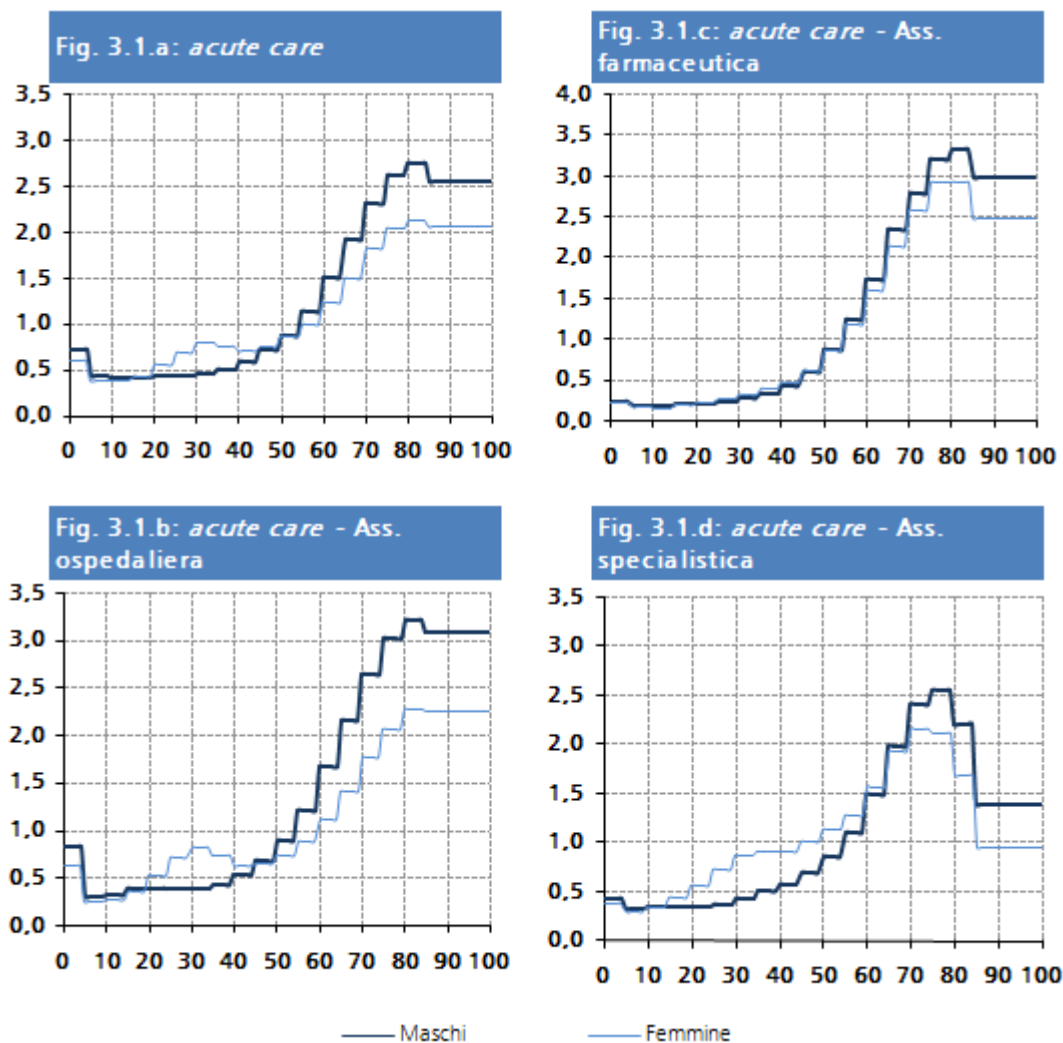 Fig. 3.1.a: acute care
3,5
3,0
2,5
2,0
1,5
1,0
0,5
0,0
0 10 20 30 40 50 60 70 80 90 100
Fig. 3.1.c: acute care - Ass.
farmaceutica
4,0
3,5
3,0
2,5
2,0
1,5
1,0
0,5
0,0
0 10 20 30 40 50 60 70 80 90 100
Fig. 3.1.b: acute care - Ass.
ospedaliera
3,5
3,0
2,5
2,0
1,5
1,0
0,5
0,0
0 10 20 30 40 50 60 70 80 90 100
Fig. 3.1.d: acute care - Ass.
specialistica
3,5
3,0
2,5
2,0
1,5
1,0
0,5
0,0
0 10 20 30 40 50 60 70 80 90 100
Maschi Femmine